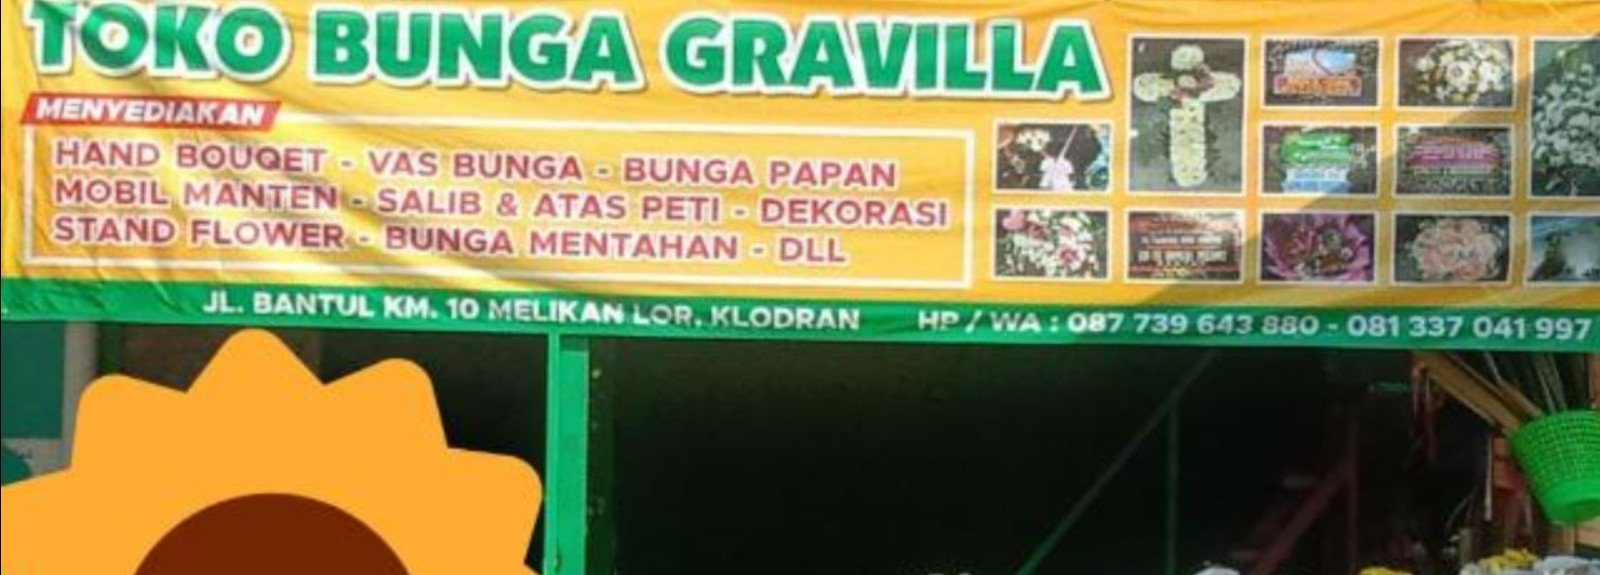 TOKO BUNGA GRAVILLA
MENYEDIAKAN
HAND BOUQET - VAS BUNGA - BUNGA PAPAN
MOBIL MANTEN - SALIB & ATAS PETI - DEKORASI
STAND FLOWER - BUNGA MENTAHAN - DLL
JL. BANTUL KM. 10 MELIKAN LOR, KLODRAN HP / WA : 087 739 643 880 - 081 337 041 997